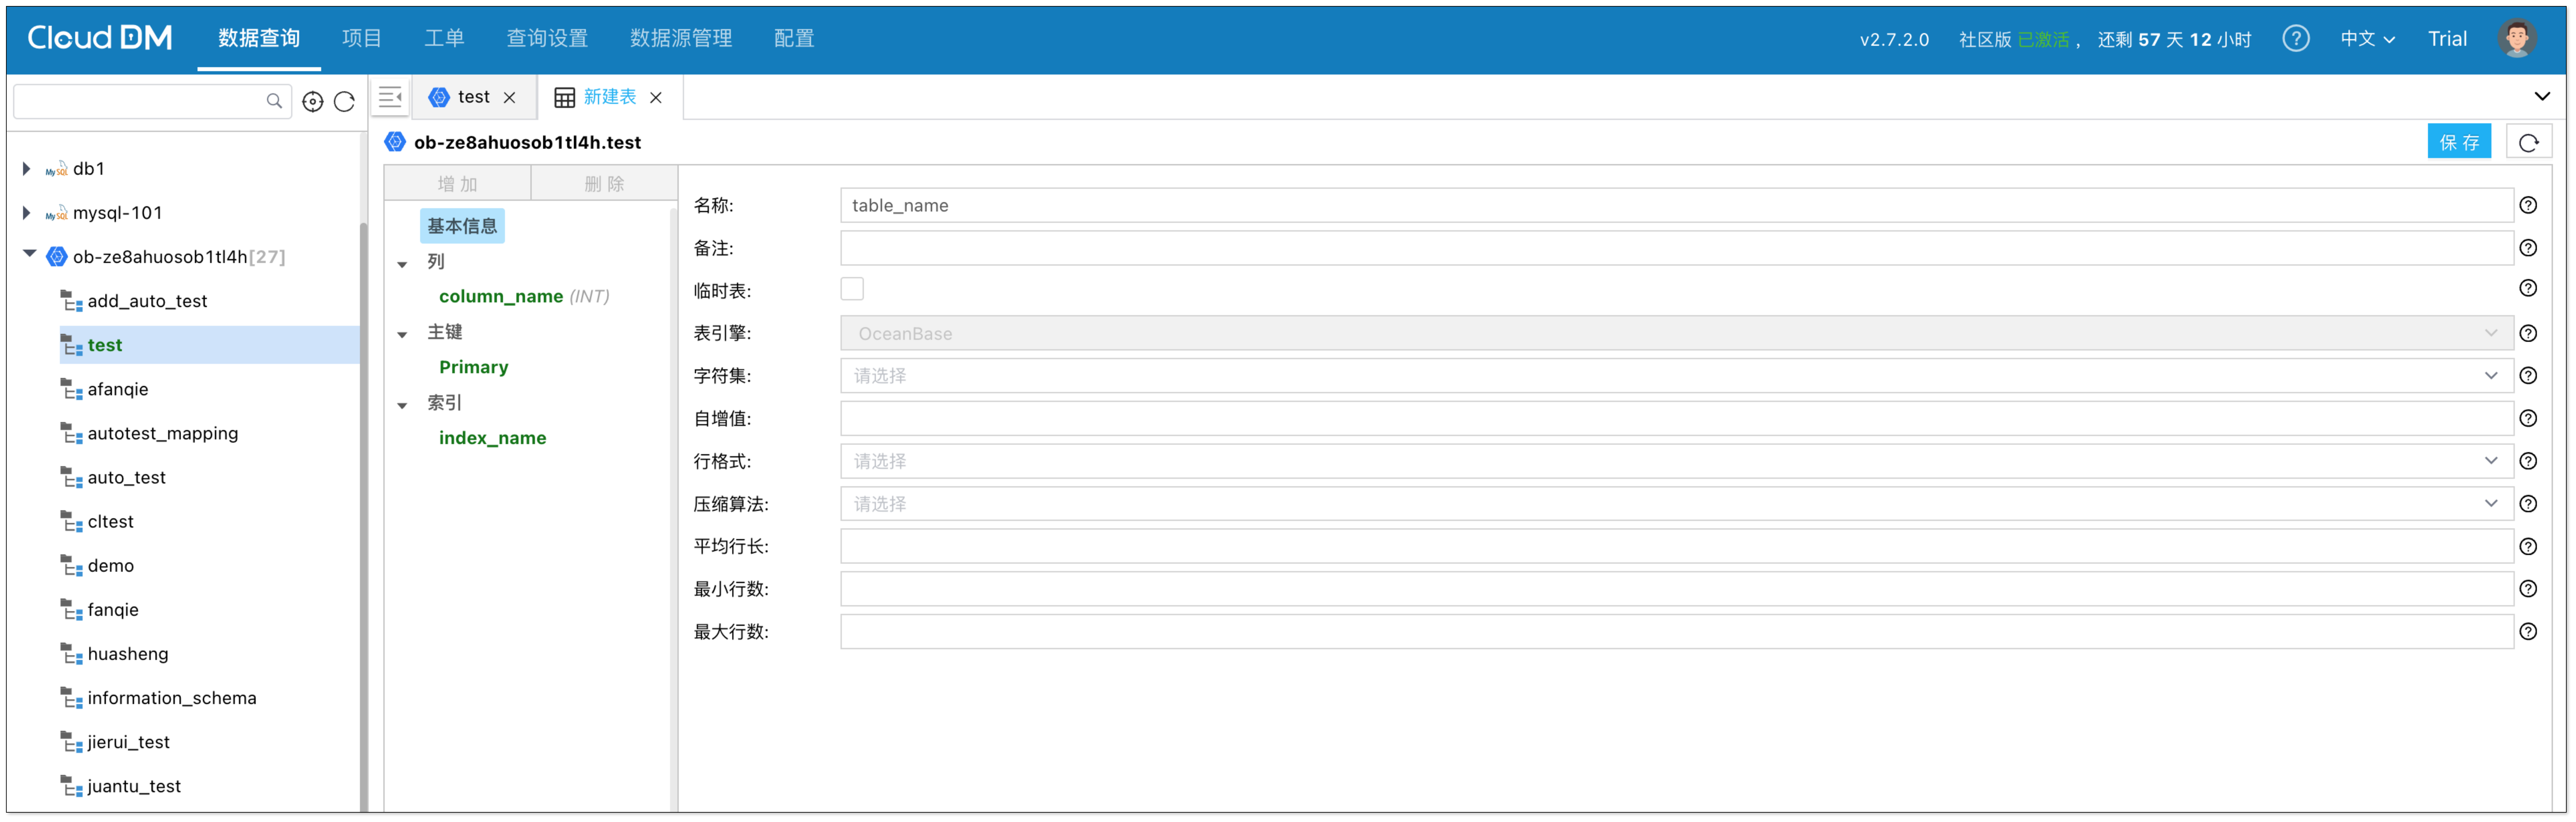 Cloud DM 数据查询 项目 工单 查询设置 数据源管理 配置 v2.7.2.0 社区版 已激活 ， 还剩 57 天 12 小时 ? 中文 Trial
test 新建表
ob-ze8ahuosob1tl4h.test 保 存
db1
mysql-101
ob-ze8ahuosob1tl4h[27]
add_auto_test
test
afanqie
autotest_mapping
auto_test
cltest
demo
fanqie
huasheng
information_schema
jierui_test
juantu_test
增 加 删 除
基本信息
列
column_name (INT)
主键
Primary
索引
index_name
名称: table_name ?
备注: ?
临时表: ?
表引擎: OceanBase ?
字符集: 请选择 ?
自增值: ?
行格式: 请选择 ?
压缩算法: 请选择 ?
平均行长: ?
最小行数: ?
最大行数: ?